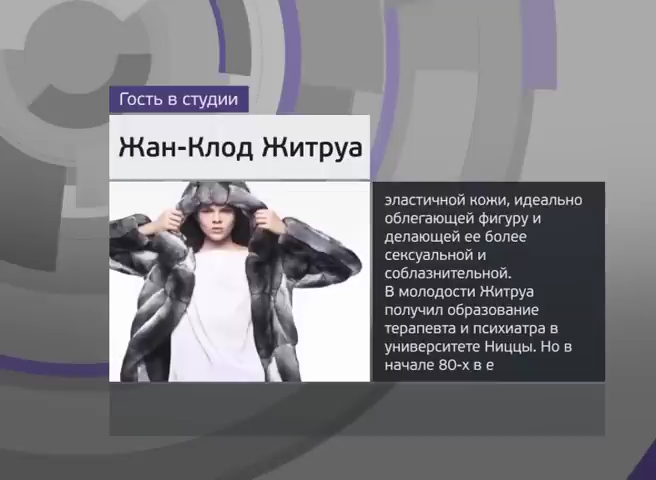 Гость в студии
Жан-Клод Житруа
эластичной кожи, идеально
облегающей фигуру и
делающей ее более
сексуальной и
соблазнительной.
В молодости Житруа
получил образование
терапевта и психиатра в
университете Ниццы. Но в
начале 80-х в е